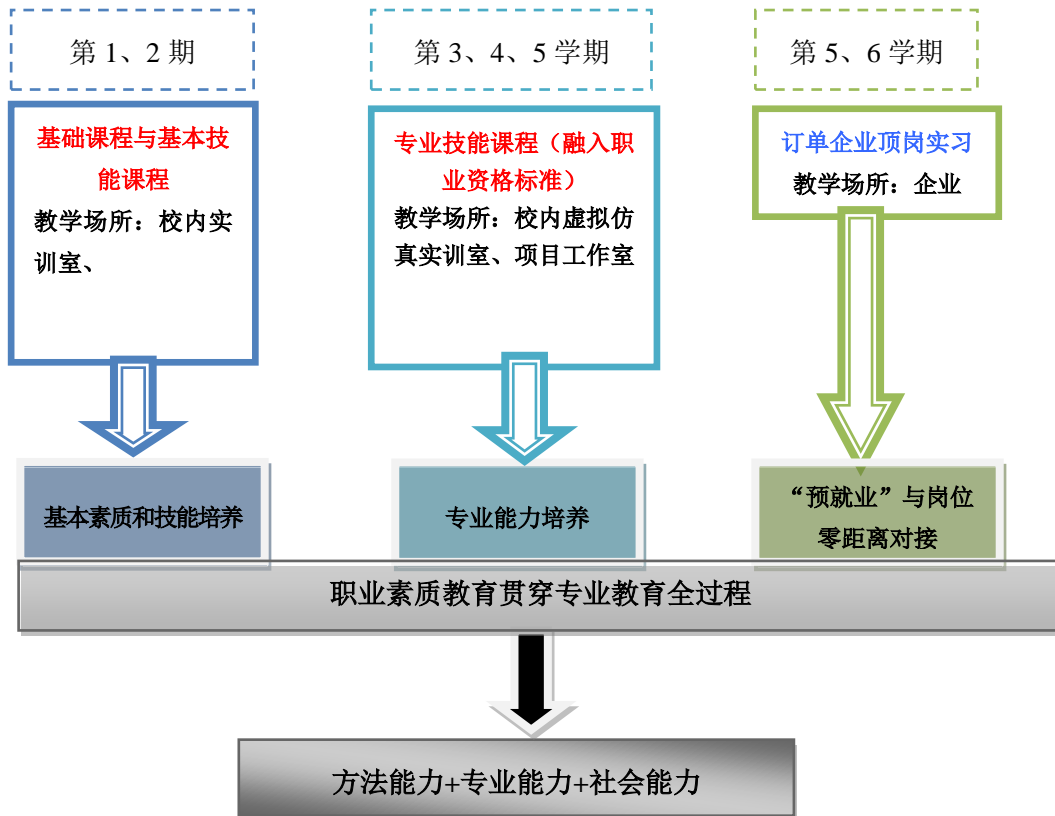 第 1、2 期
基础课程与基本技
能课程
教学场所：校内实
训室、
基本素质和技能培养
第 3、4、5 学期
专业技能课程（融入职
业资格标准）
教学场所：校内虚拟仿
真实训室、项目工作室
专业能力培养
第 5、6 学期
订单企业顶岗实习
教学场所：企业
“预就业”与岗位
零距离对接
职业素质教育贯穿专业教育全过程
方法能力+专业能力+社会能力